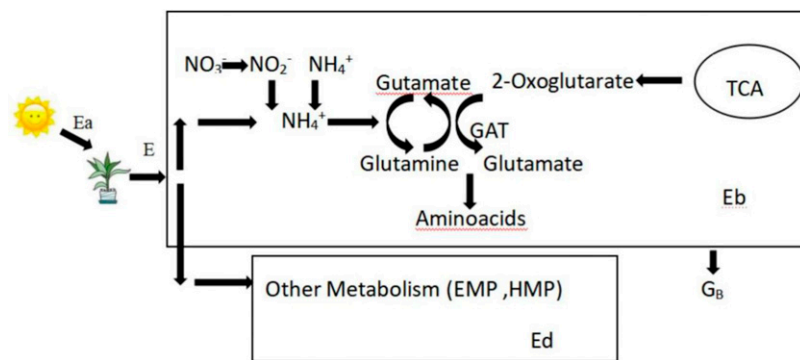 NO₃⁻ NO₂⁻ NH₄⁺
Gutamate 2-Oxoglutarate TCA
Ea E NH₄⁺ GAT
Glutamine Glutamate
Aminoacids Eb
Other Metabolism (EMP ,HMP) G_B
Ed